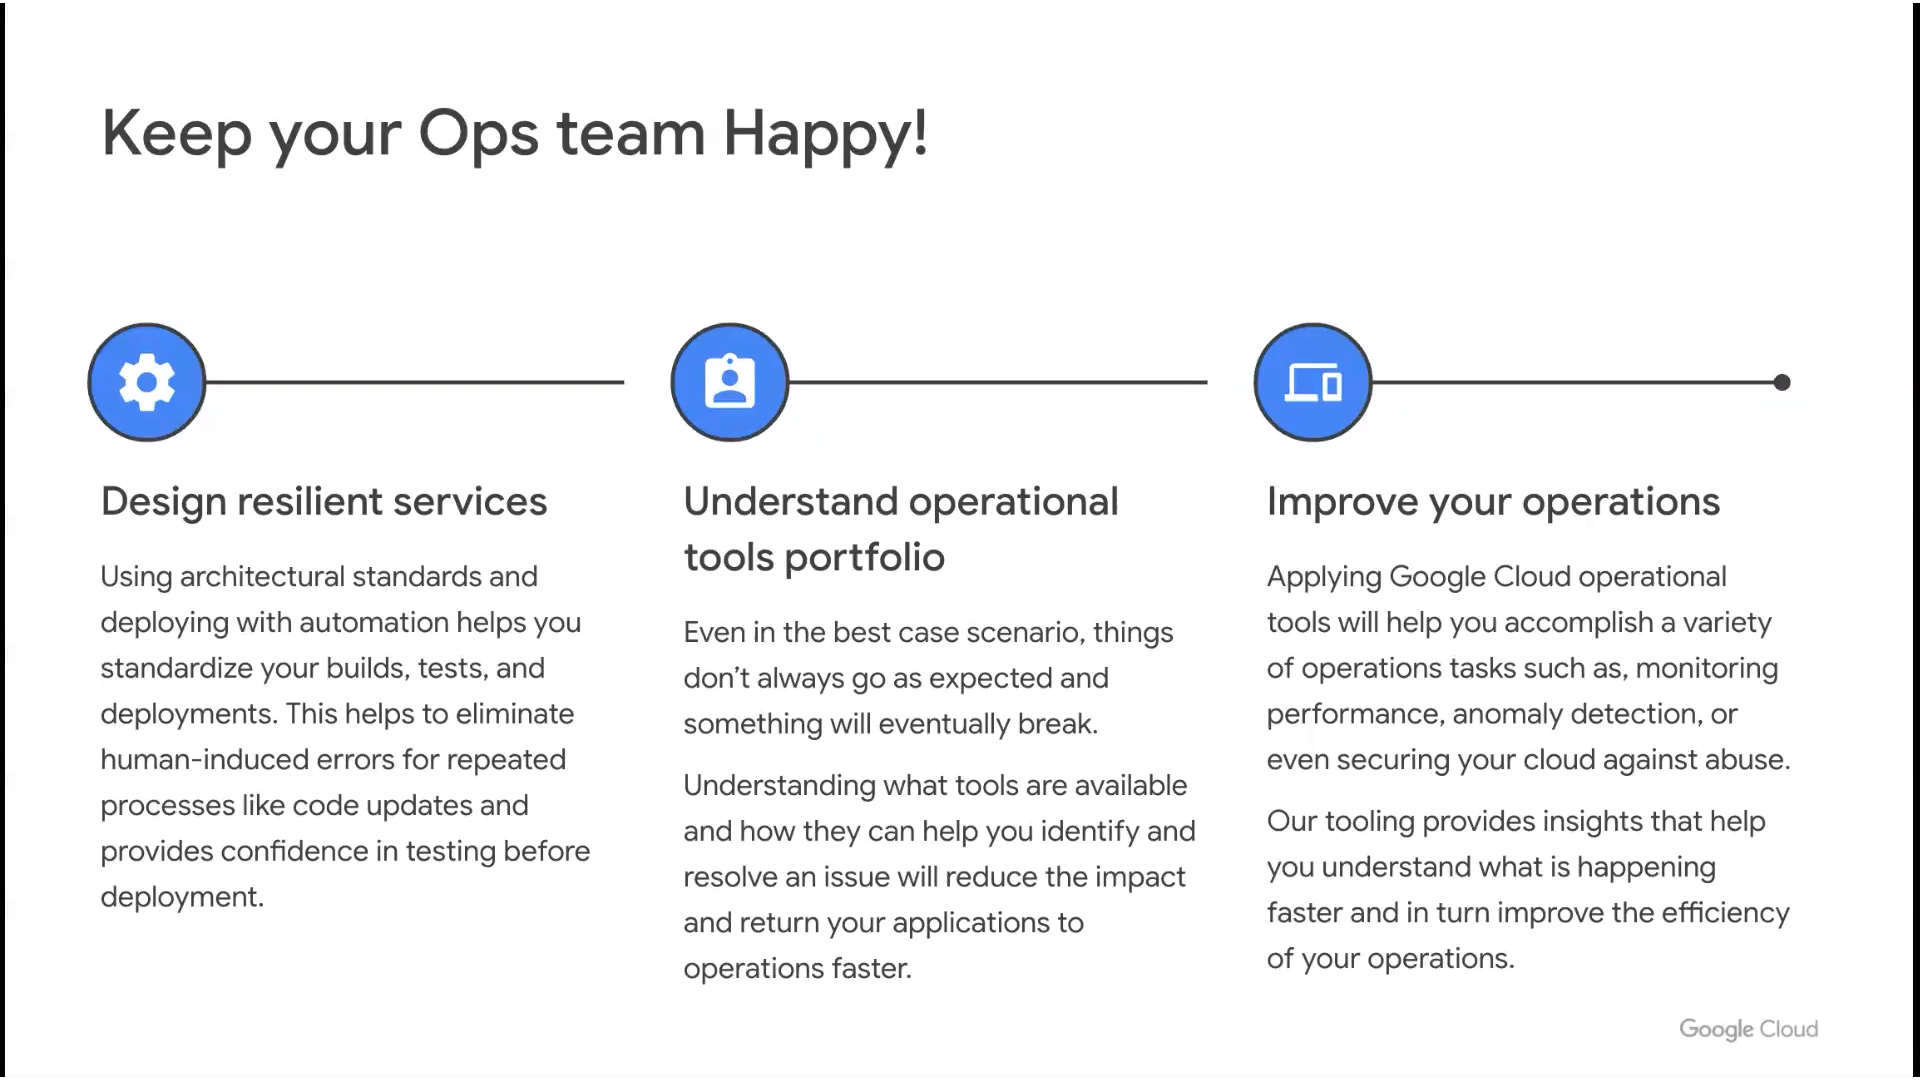 Keep your Ops team Happy!
Design resilient services
Using architectural standards and
deploying with automation helps you
standardize your builds, tests, and
deployments. This helps to eliminate
human-induced errors for repeated
processes like code updates and
provides confidence in testing before
deployment.
Understand operational
tools portfolio
Even in the best case scenario, things
don’t always go as expected and
something will eventually break.
Understanding what tools are available
and how they can help you identify and
resolve an issue will reduce the impact
and return your applications to
operations faster.
Improve your operations
Applying Google Cloud operational
tools will help you accomplish a variety
of operations tasks such as, monitoring
performance, anomaly detection, or
even securing your cloud against abuse.
Our tooling provides insights that help
you understand what is happening
faster and in turn improve the efficiency
of your operations.
Google Cloud